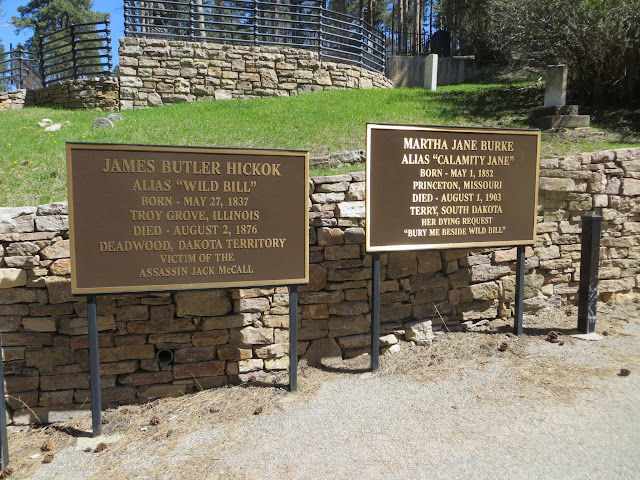 JAMES BUTLER HICKOK
ALIAS "WILD BILL"
BORN - MAY 27, 1837
TROY GROVE, ILLINOIS
DIED - AUGUST 2, 1876
DEADWOOD, DAKOTA TERRITORY
VICTIM OF THE
ASSASSIN JACK McCALL
MARTHA JANE BURKE
ALIAS "CALAMITY JANE"
BORN - MAY 1, 1852
PRINCETON, MISSOURI
DIED - AUGUST 1, 1903
TERRY, SOUTH DAKOTA
HER DYING REQUEST
"BURY ME BESIDE WILD BILL"